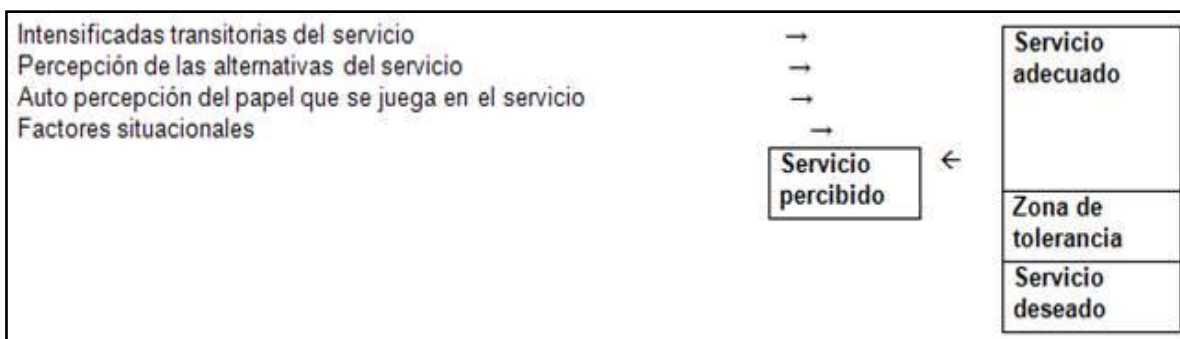 Intensificadas transitorias del servicio →
Percepción de las alternativas del servicio →
Auto percepción del papel que se juega en el servicio →
Factores situacionales →
Servicio
adecuado
Servicio ←
percibido
Zona de
tolerancia
Servicio
deseado